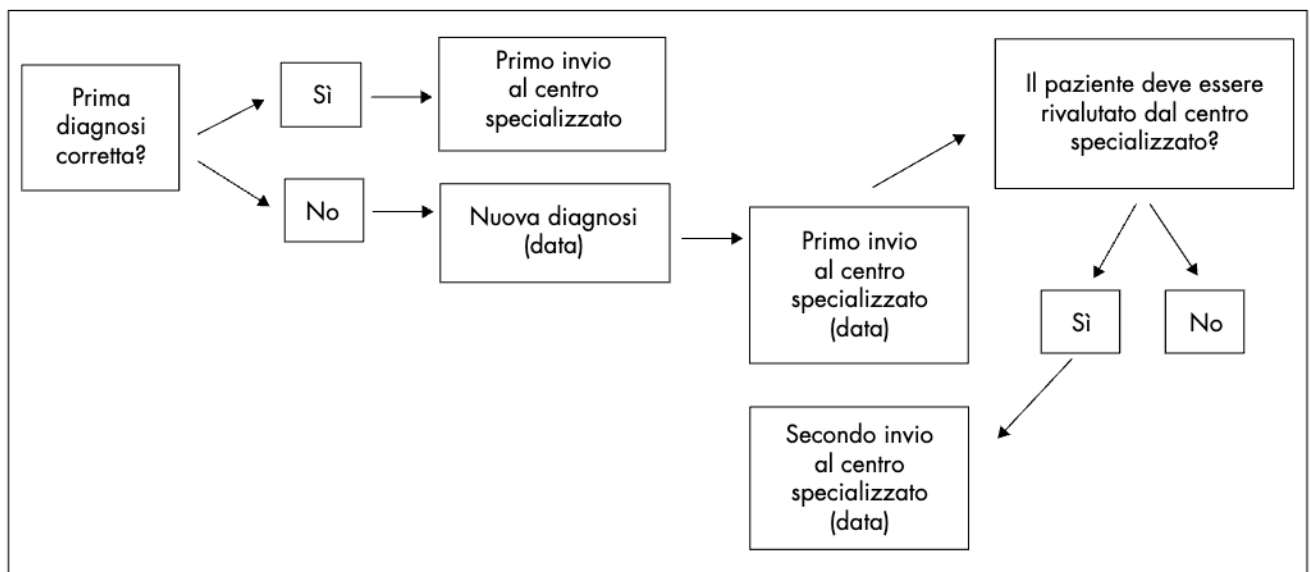 Prima
diagnosi
corretta?
Sì
Primo invio
al centro
specializzato
No
Nuova diagnosi
(data)
Primo invio
al centro
specializzato
(data)
Il paziente deve essere
rivalutato dal centro
specializzato?
Sì
No
Secondo invio
al centro
specializzato
(data)